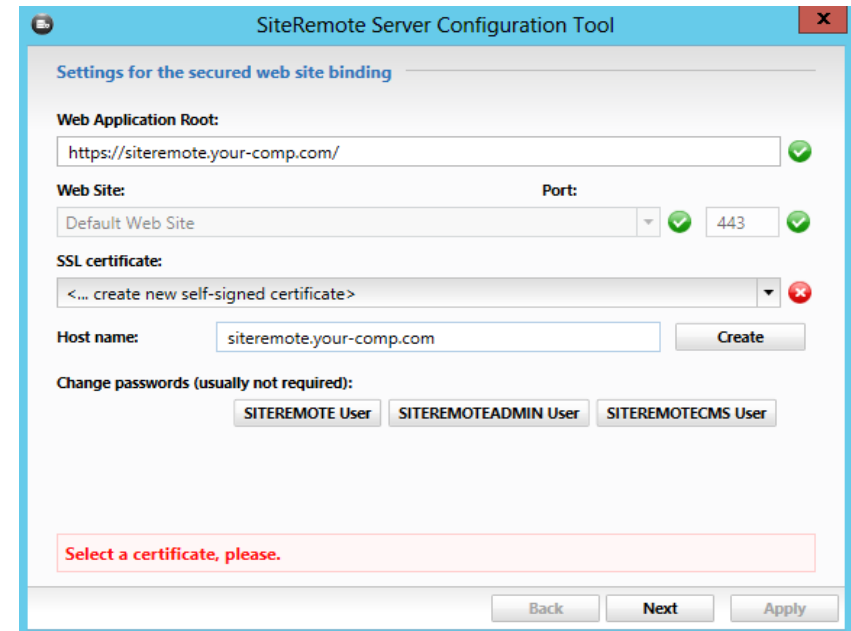 SiteRemote Server Configuration Tool
x
Settings for the secured web site binding
Web Application Root:
https://siteremote.your-comp.com/
Web Site: Port:
Default Web Site 443
SSL certificate:
<... create new self-signed certificate>
Host name: siteremote.your-comp.com Create
Change passwords (usually not required):
SITEREMOTE User SITEREMOTEADMIN User SITEREMOTECMS User
Select a certificate, please.
Back Next Apply